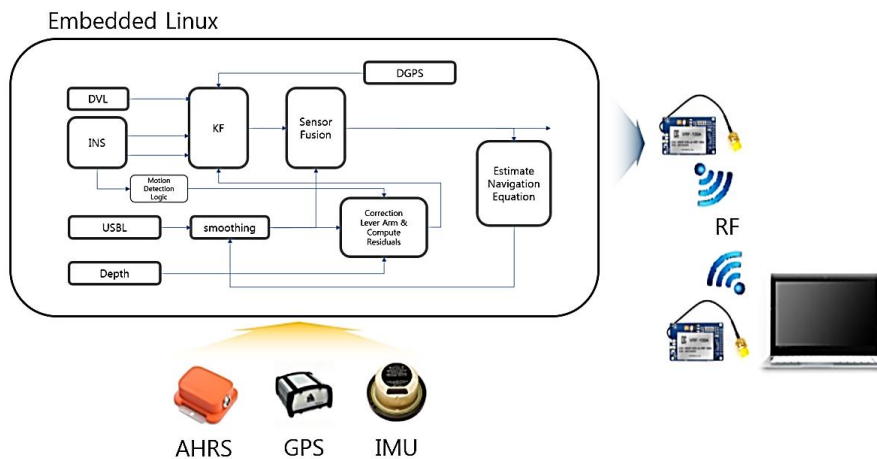 Embedded Linux
DGPS
DVL
KF
Sensor
Fusion
INS
Estimate
Navigation
Equation
Motion
Detection
Logic
USBL
smoothing
Correction
Lever Arm &
Compute
Residuals
Depth
RF
AHRS
GPS
IMU